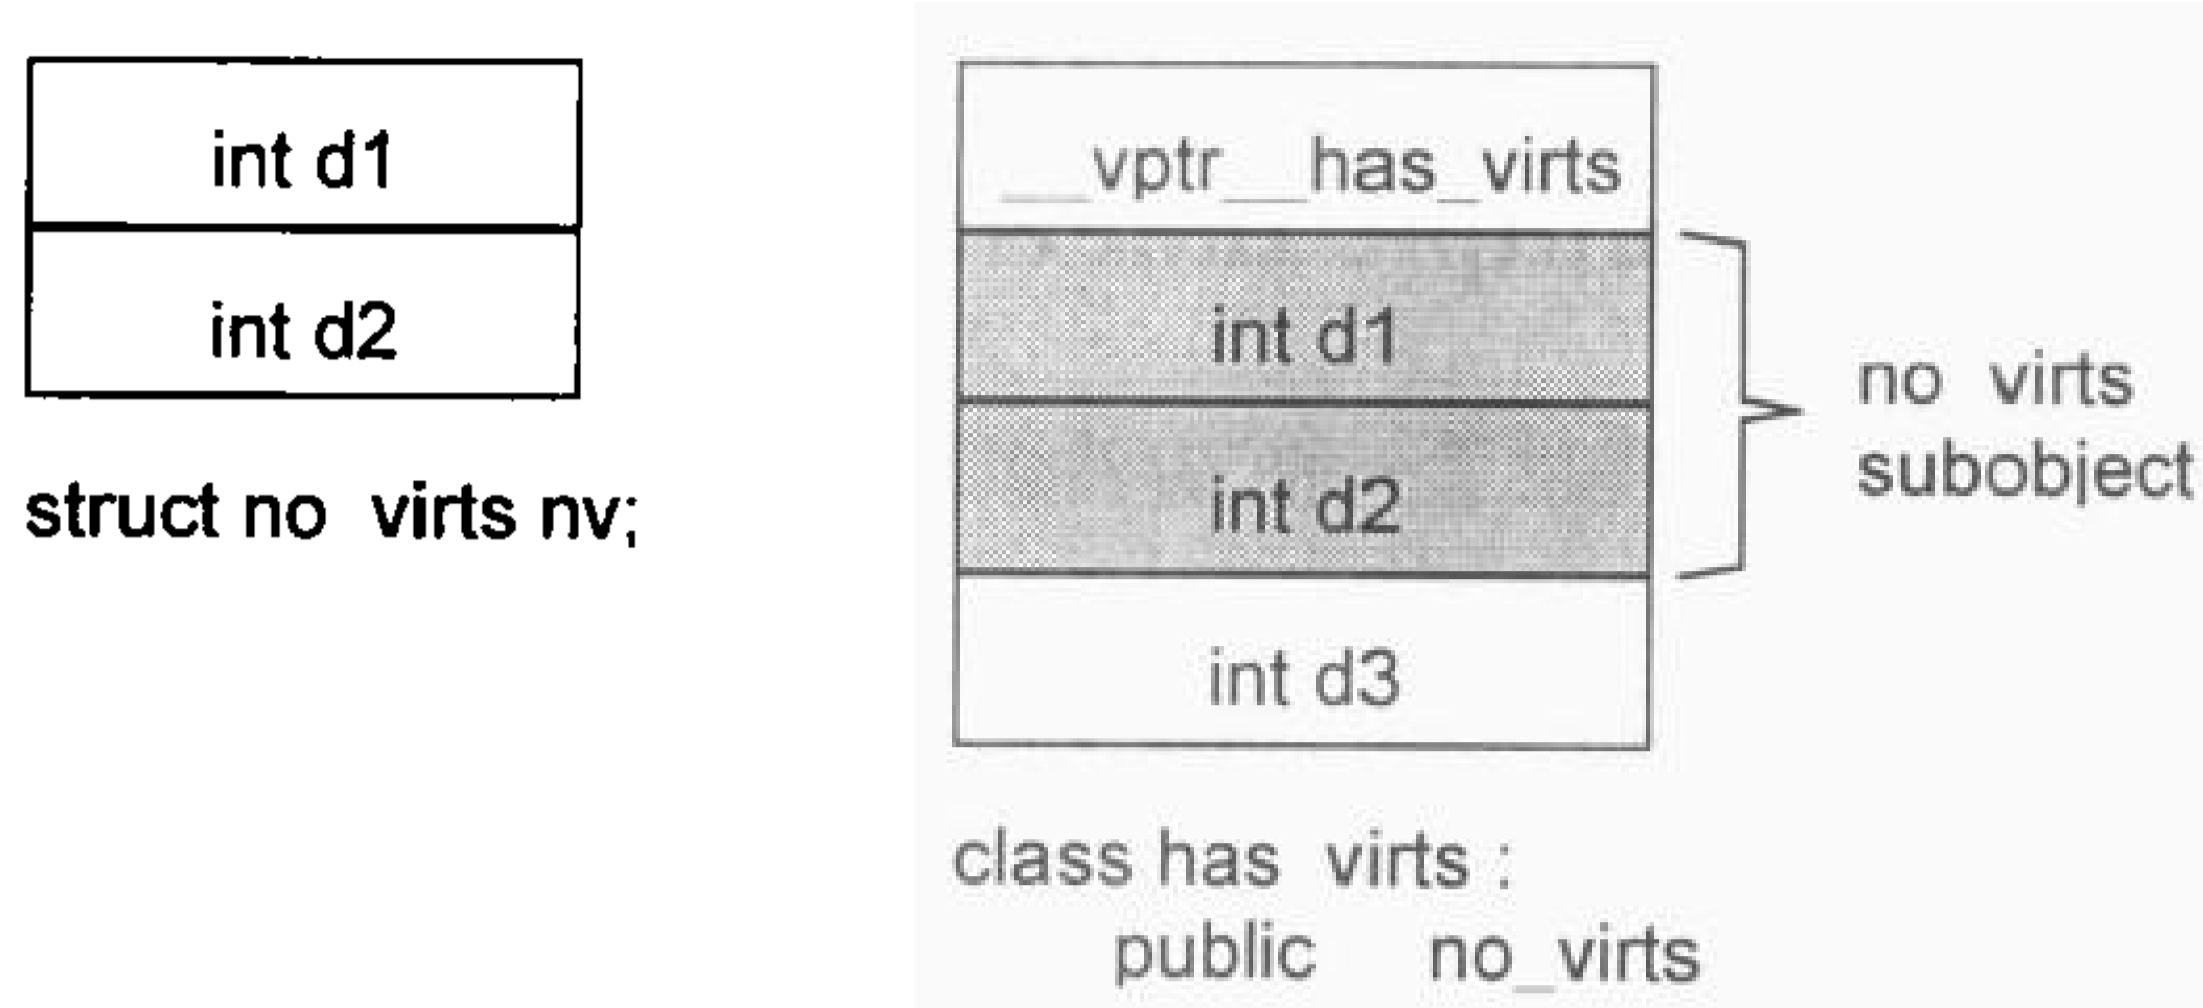 int d1
int d2
struct no virts nv;
__vptr__has_virts
int d1
int d2
int d3
no virts
subobject
class has virts :
public no_virts